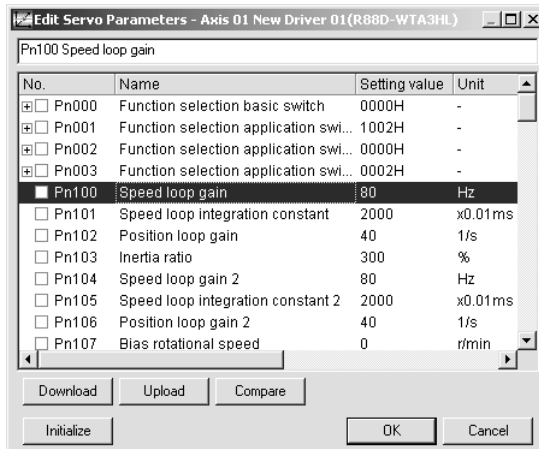 Edit Servo Parameters - Axis 01 New Driver 01(R88D-WTA3HL)
Pn100 Speed loop gain
No. Name Setting value Unit
Pn000 Function selection basic switch 0000H -
Pn001 Function selection application swi... 1002H -
Pn002 Function selection application swi... 0000H -
Pn003 Function selection application swi... 0002H -
Pn100 Speed loop gain 80 Hz
Pn101 Speed loop integration constant 2000 x0.01ms
Pn102 Position loop gain 40 1/s
Pn103 Inertia ratio 300 %
Pn104 Speed loop gain 2 80 Hz
Pn105 Speed loop integration constant 2 2000 x0.01ms
Pn106 Position loop gain 2 40 1/s
Pn107 Bias rotational speed 0 r/min
Download Upload Compare
Initialize OK Cancel